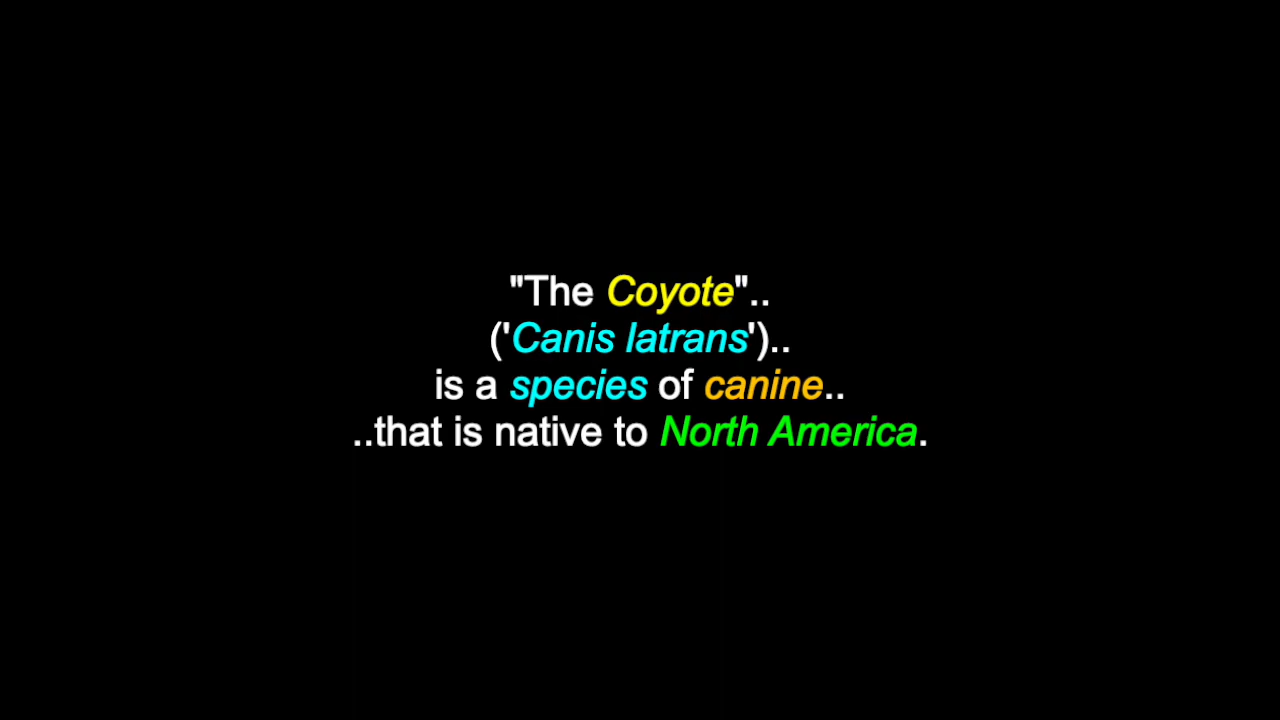 "The Coyote"..
('Canis latrans')..
is a species of canine..
..that is native to North America.